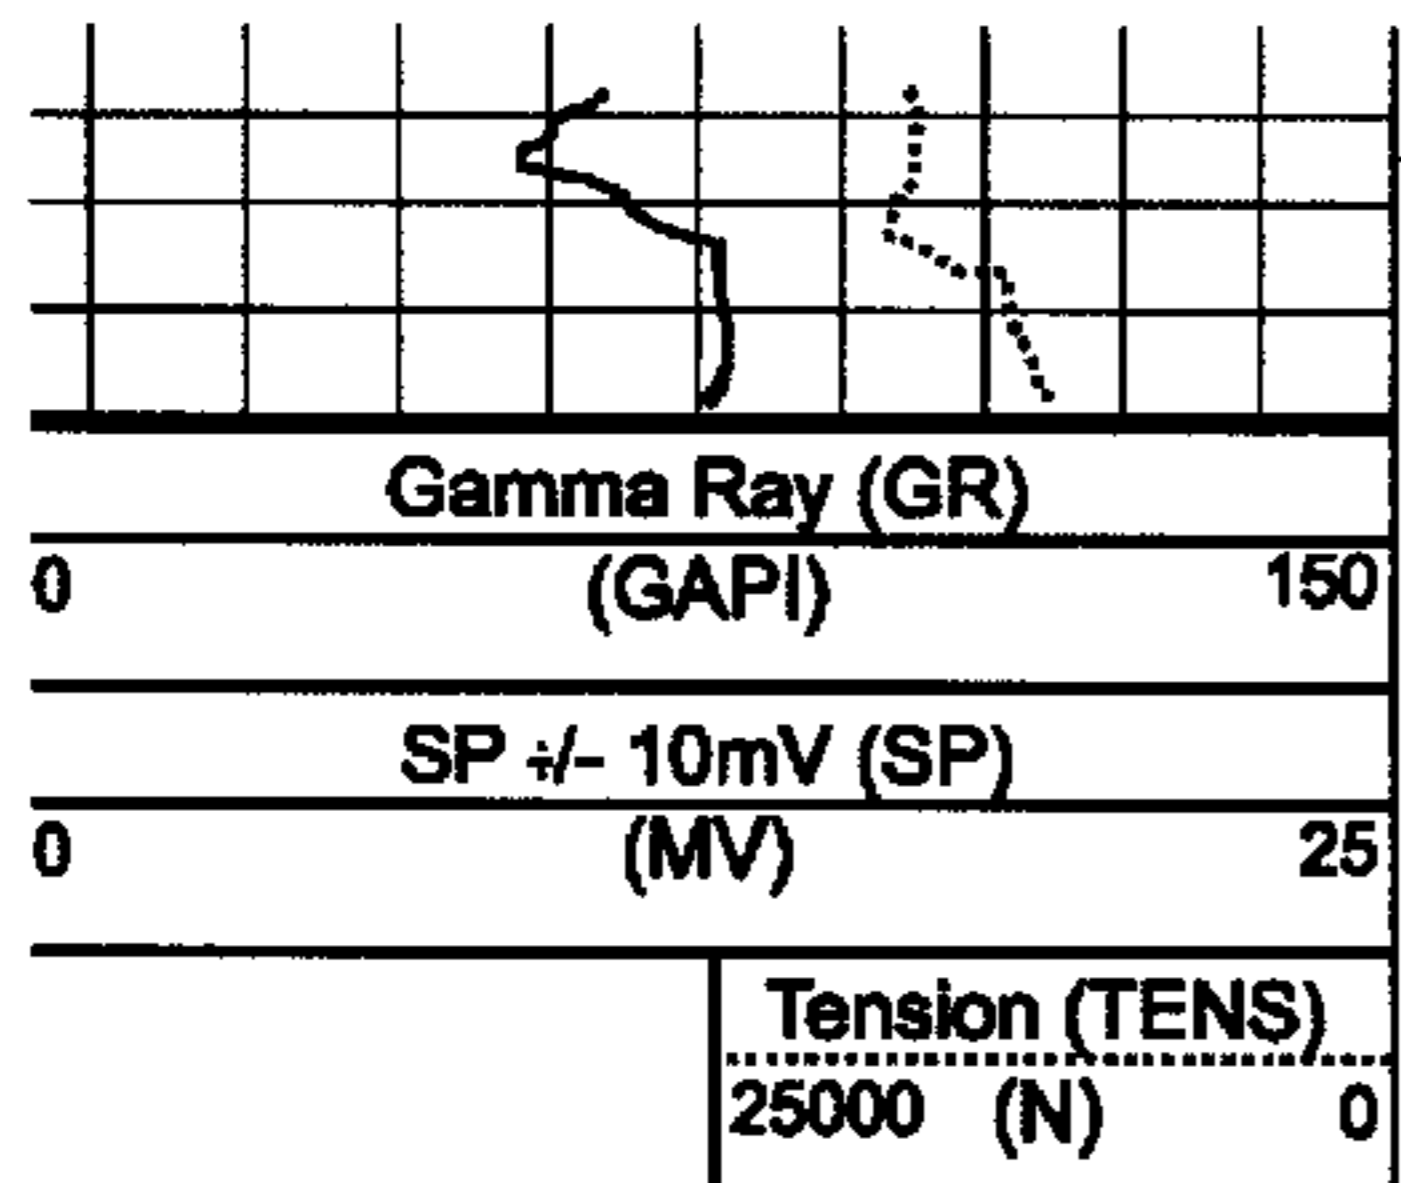 Gamma Ray (GR)
0 (GAPI) 150
SP +/- 10mV (SP)
0 (MV) 25
Tension (TENS)
25000 (N) 0